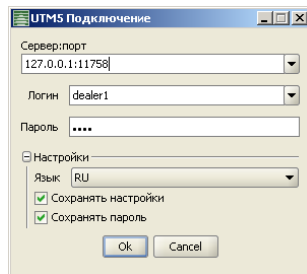 UTM5 Подключение
Сервер:порт
127.0.0.1:11758
Логин dealer1
Пароль ••••
Настройки
Язык RU
Сохранять настройки
Сохранять пароль
Ok Cancel